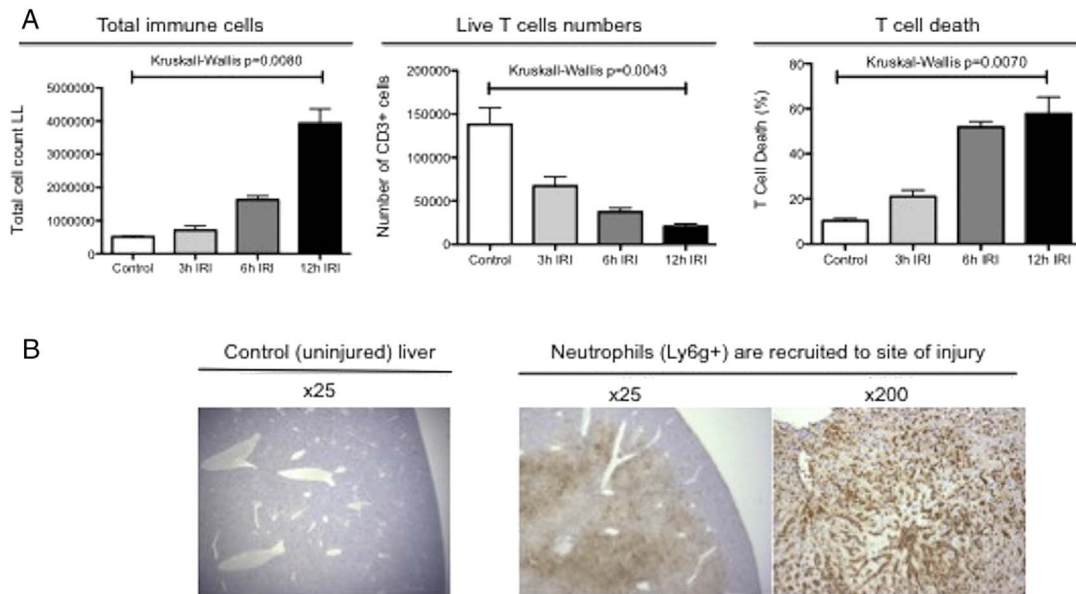 A
Total immune cells
Kruskall-Wallis p=0.0080
Total cell count LL
5000000
4000000
3000000
2000000
1000000
0
Control
3h IRI
6h IRI
12h IRI
Live T cells numbers
Kruskall-Wallis p=0.0043
Number of CD3+ cells
200000
150000
100000
50000
0
Control
3h IRI
6h IRI
12h IRI
T cell death
Kruskal-Wallis p=0.0070
T Cell Death (%)
80
60
40
20
0
Control
3h IRI
6h IRI
12H IRI
B
Control (uninjured) liver
x25
Neutrophils (Ly6g+) are recruited to site of injury
x25
x200